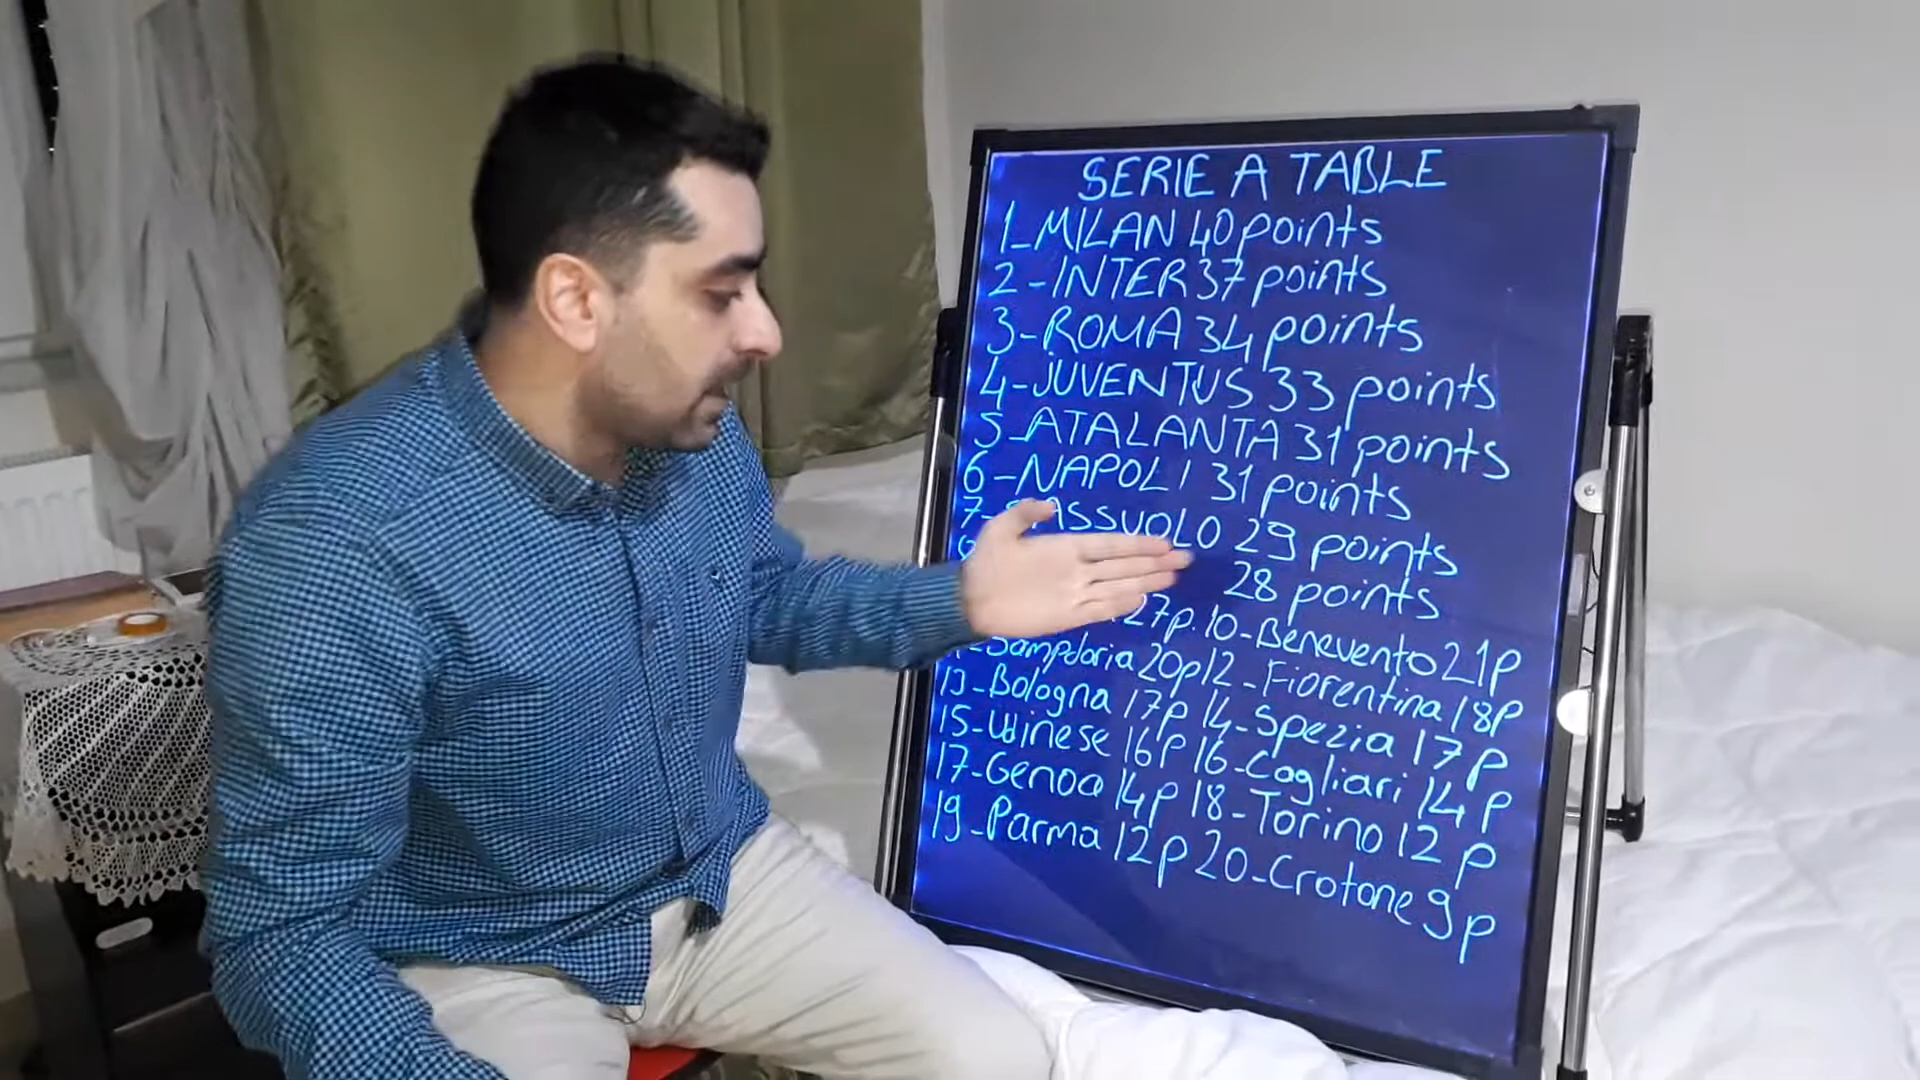 SERIE A TABLE
1-MILAN 40 points
2-INTER 37 points
3-ROMA 34 points
4-JUVENTUS 33 points
5-ATALANTA 31 points
6-NAPOLI 31 points
7-SASSUOLO 29 points
28 points
27p. 10-Benevento 21p
Sampdoria 20p 12-Fiorentina 18p
13-Bologna 17p 14-Spezia 17p
15-Udinese 16p 16-Cagliari 14p
17-Genoa 14p 18-Torino 12p
19-Parma 12p 20-Crotone 9p